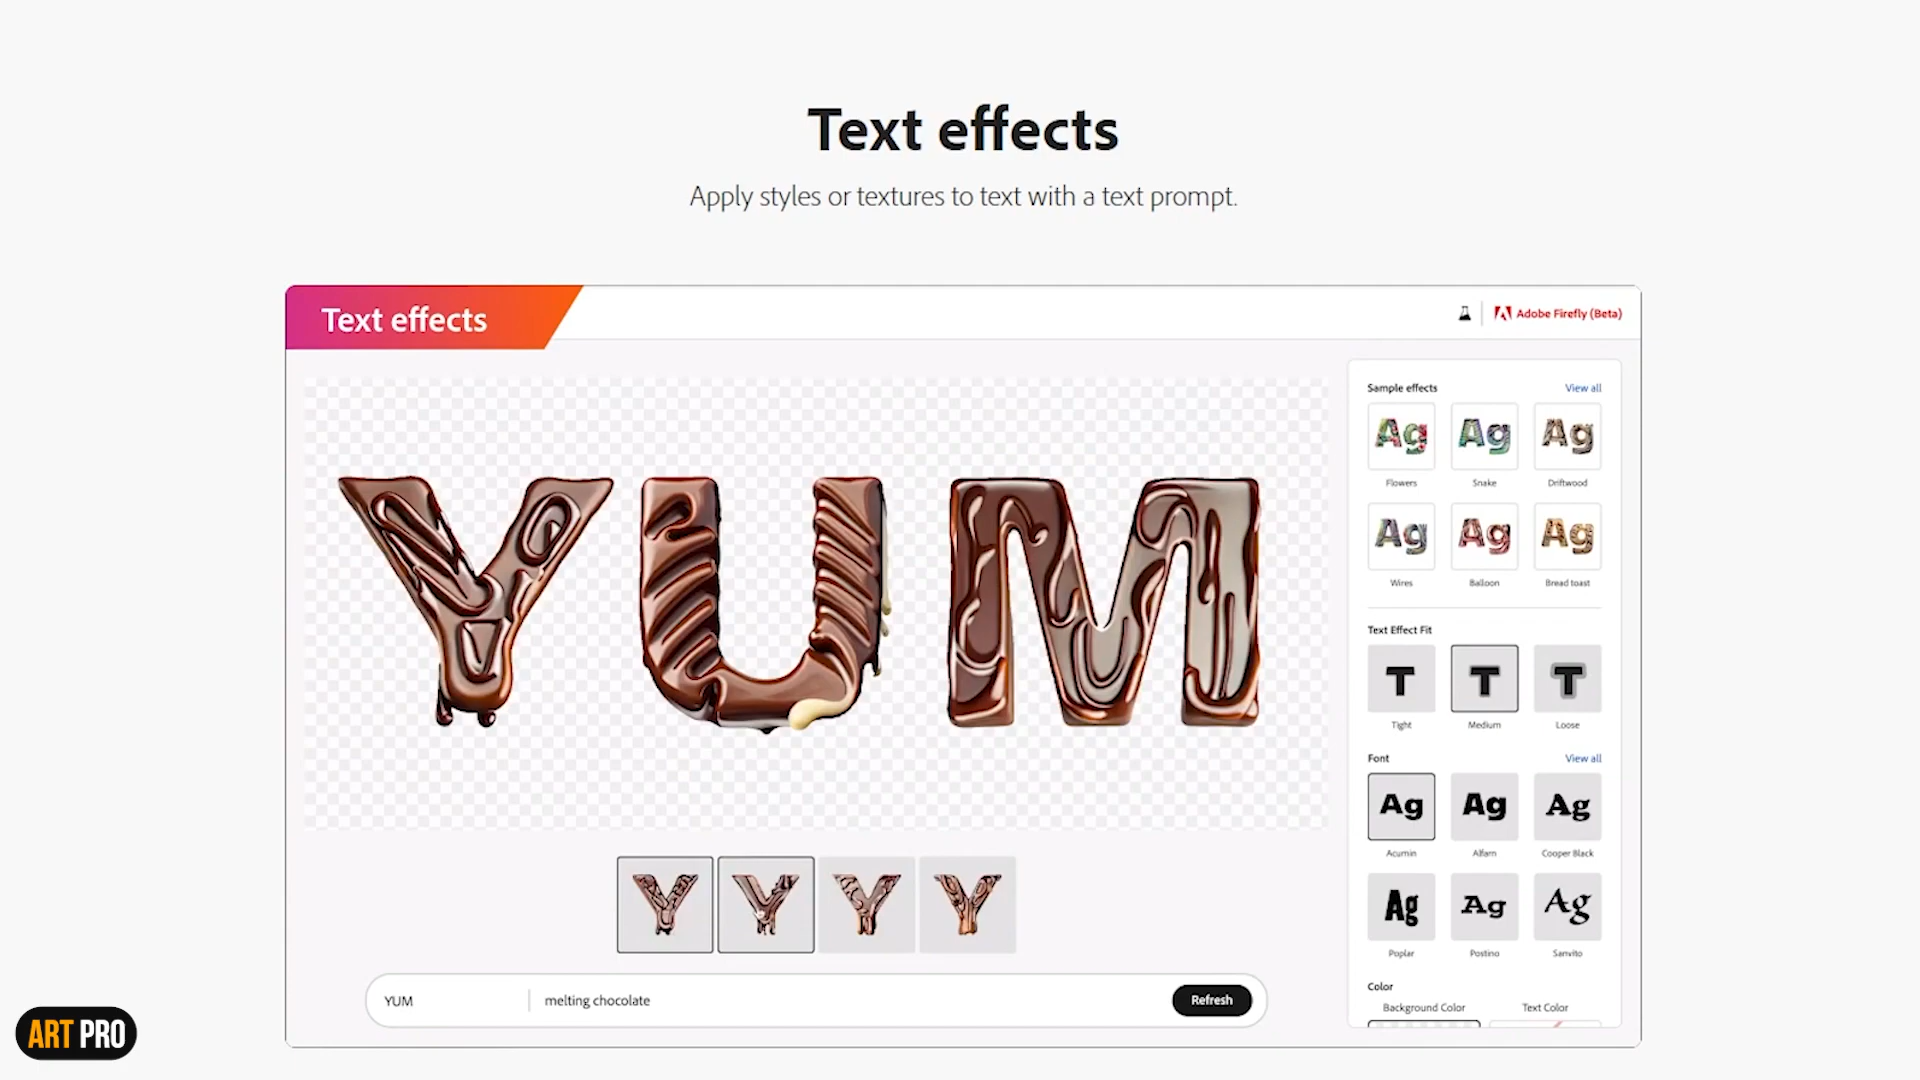 Text effects
Apply styles or textures to text with a text prompt.
Text effects
Adobe Firefly (Beta)
YUM
Sample effects View all
Ag Ag Ag
Flowers Snake Driftwood
Ag Ag Ag
Wires Balloon Bread toast
Text Effect Fit
T T T
Tight Medium Loose
Font View all
Ag Ag Ag
Acumin Alfarn Cooper Black
Ag Ag Ag
Poplar Postino Sanvito
Color
Background Color Text Color
Y Y Y Y
YUM melting chocolate Refresh
ART PRO